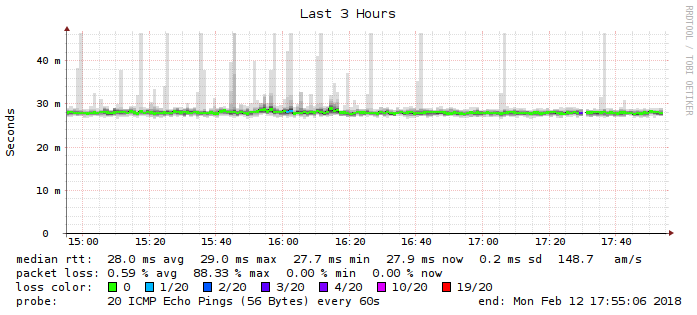 Last 3 Hours
RRDTOOL / TOBI OETIKER
Seconds
40 m
30 m
20 m
10 m
0
15:00 15:20 15:40 16:00 16:20 16:40 17:00 17:20 17:40
median rtt: 28.0 ms avg 29.0 ms max 27.7 ms min 27.9 ms now 0.2 ms sd 148.7 am/s
packet loss: 0.59 % avg 88.33 % max 0.00 % min 0.00 % now
loss color: 0 1/20 2/20 3/20 4/20 10/20 19/20
probe: 20 ICMP Echo Pings (56 Bytes) every 60s end: Mon Feb 12 17:55:06 2018